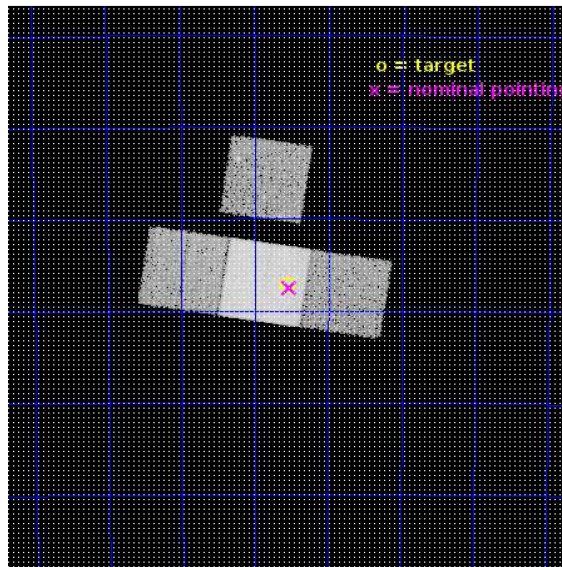 o = target
x = nominal pointing